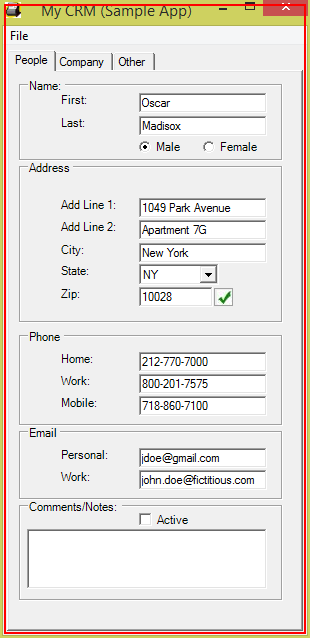 My CRM (Sample App)
File
People Company Other
Name:
First: Oscar
Last: Madisox
Male Female
Address
Add Line 1: 1049 Park Avenue
Add Line 2: Apartment 7G
City: New York
State: NY
Zip: 10028
Phone
Home: 212-770-7000
Work: 800-201-7575
Mobile: 718-860-7100
Email
Personal: jdoe@gmail.com
Work: john.doe@fictitious.com
Comments/Notes:
Active